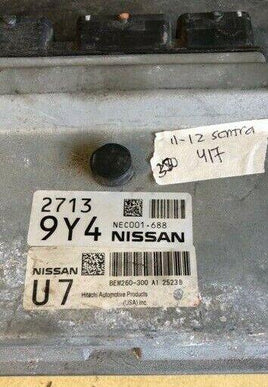 11-12 sentra
350 417
2713
9Y4 NEC001-688
NISSAN
NISSAN
U7 BEM260-300 A1 2523
Hitachi Automotive Products
(USA) Inc.